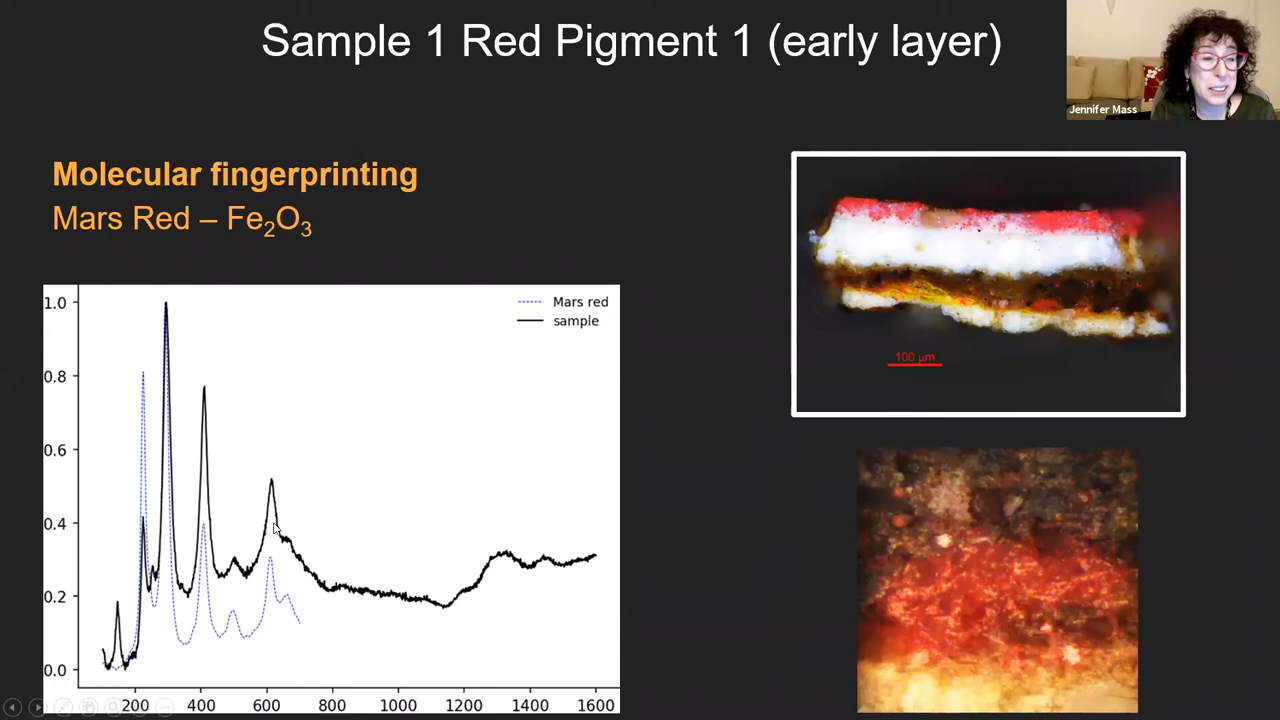 Sample 1 Red Pigment 1 (early layer)
Jennifer Mass
Molecular fingerprinting
Mars Red – Fe₂O₃
Mars red
sample
1.0
0.8
0.6
0.4
0.2
0.0
200 400 600 800 1000 1200 1400 1600
100 µm